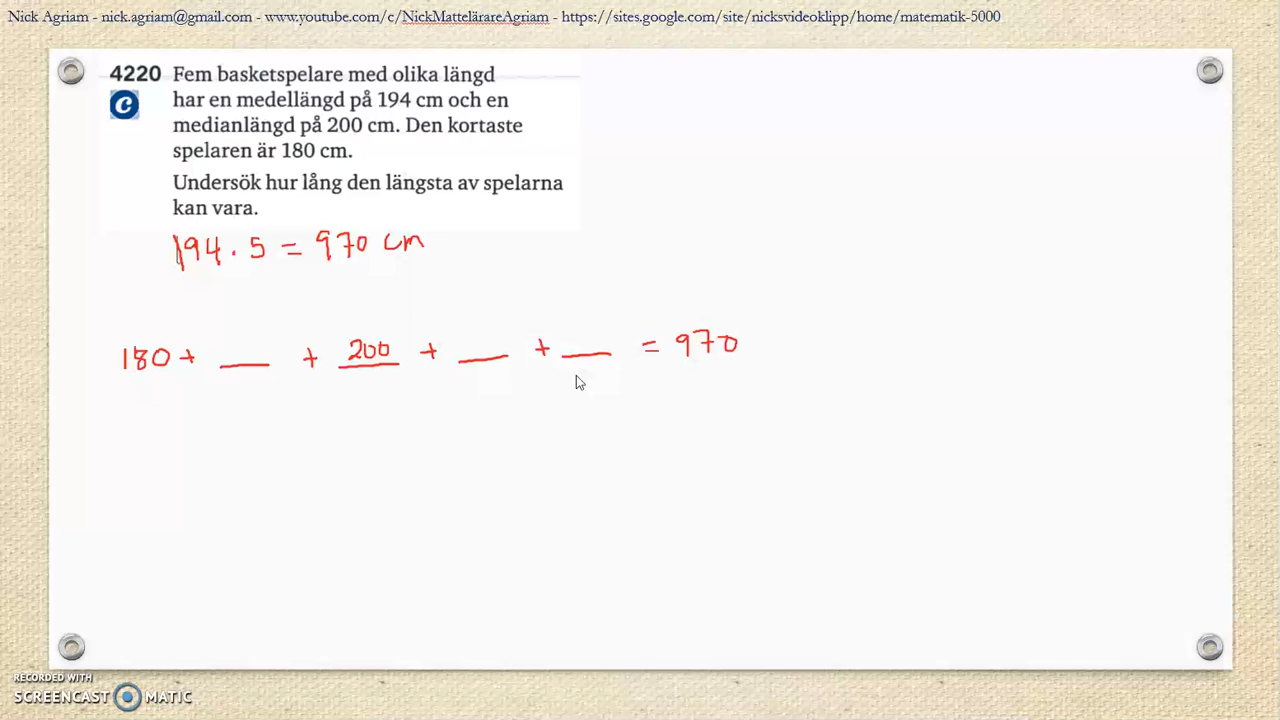 Nick Agriam - nick.agriam@gmail.com - www.youtube.com/c/NickMattelärareAgriam - https://sites.google.com/site/nicksvideoklipp/home/matematik-5000
4220 Fem basketspelare med olika längd
C har en medellängd på 194 cm och en
medianlängd på 200 cm. Den kortaste
spelaren är 180 cm.
Undersök hur lång den längsta av spelarna
kan vara.
194 · 5 = 970 cm
180 + __ + 200 + __ + __ = 970
RECORDED WITH
SCREENCAST MATIC